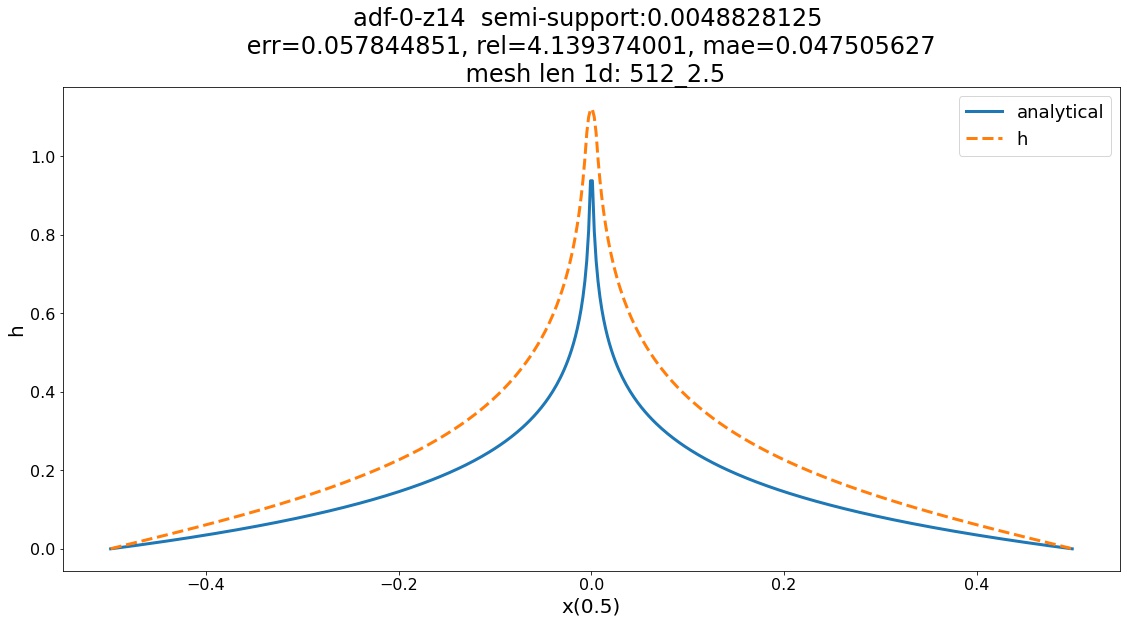 adf-0-z14  semi-support:0.0048828125
err=0.057844851, rel=4.139374001, mae=0.047505627
mesh len 1d: 512_2.5
analytical
h
1.0
0.8
0.6
0.4
0.2
0.0
h
−0.4
−0.2
0.0
0.2
0.4
x(0.5)